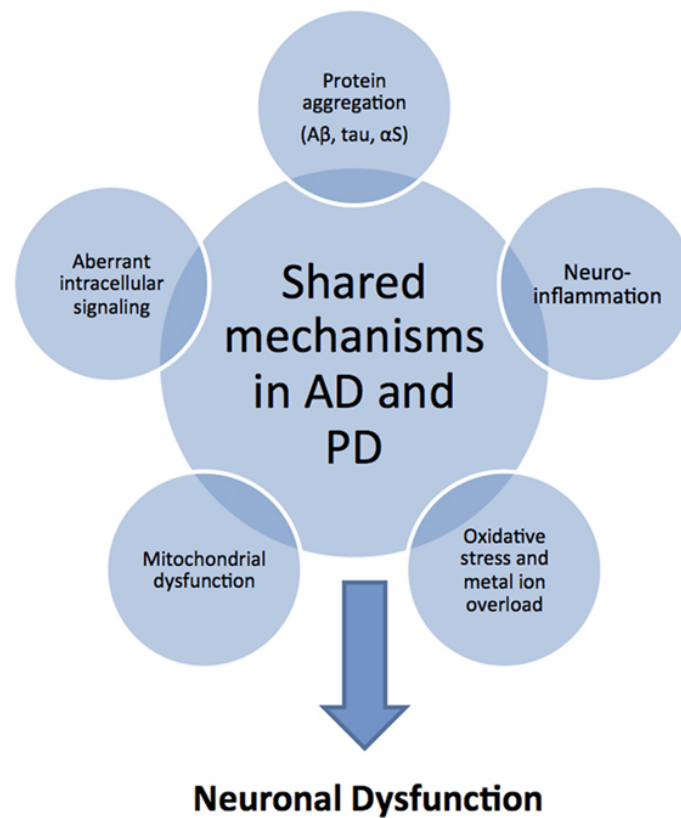 Protein
aggregation
(Aβ, tau, αS)
Aberrant
intracellular
signaling
Neuro-
inflammation
Shared
mechanisms
in AD and
PD
Mitochondrial
dysfunction
Oxidative
stress and
metal ion
overload
Neuronal Dysfunction